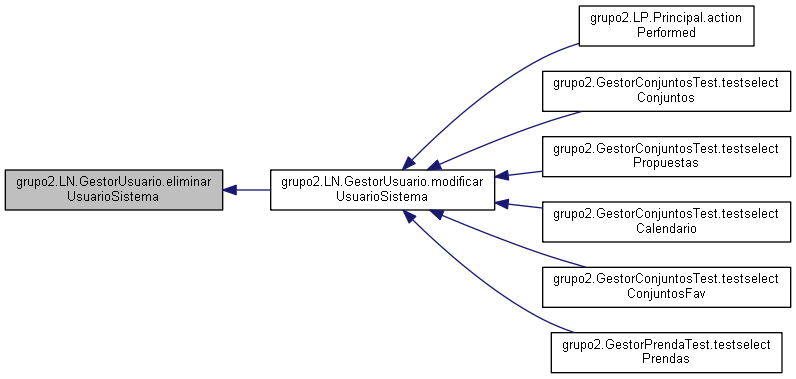 grupo2.LN.GestorUsuario.eliminar
UsuarioSistema
grupo2.LN.GestorUsuario.modificar
UsuarioSistema
grupo2.LP.Principal.action
Performed
grupo2.GestorConjuntosTest.testselect
Conjuntos
grupo2.GestorConjuntosTest.testselect
Propuestas
grupo2.GestorConjuntosTest.testselect
Calendario
grupo2.GestorConjuntosTest.testselect
ConjuntosFav
grupo2.GestorPrendaTest.testselect
Prendas